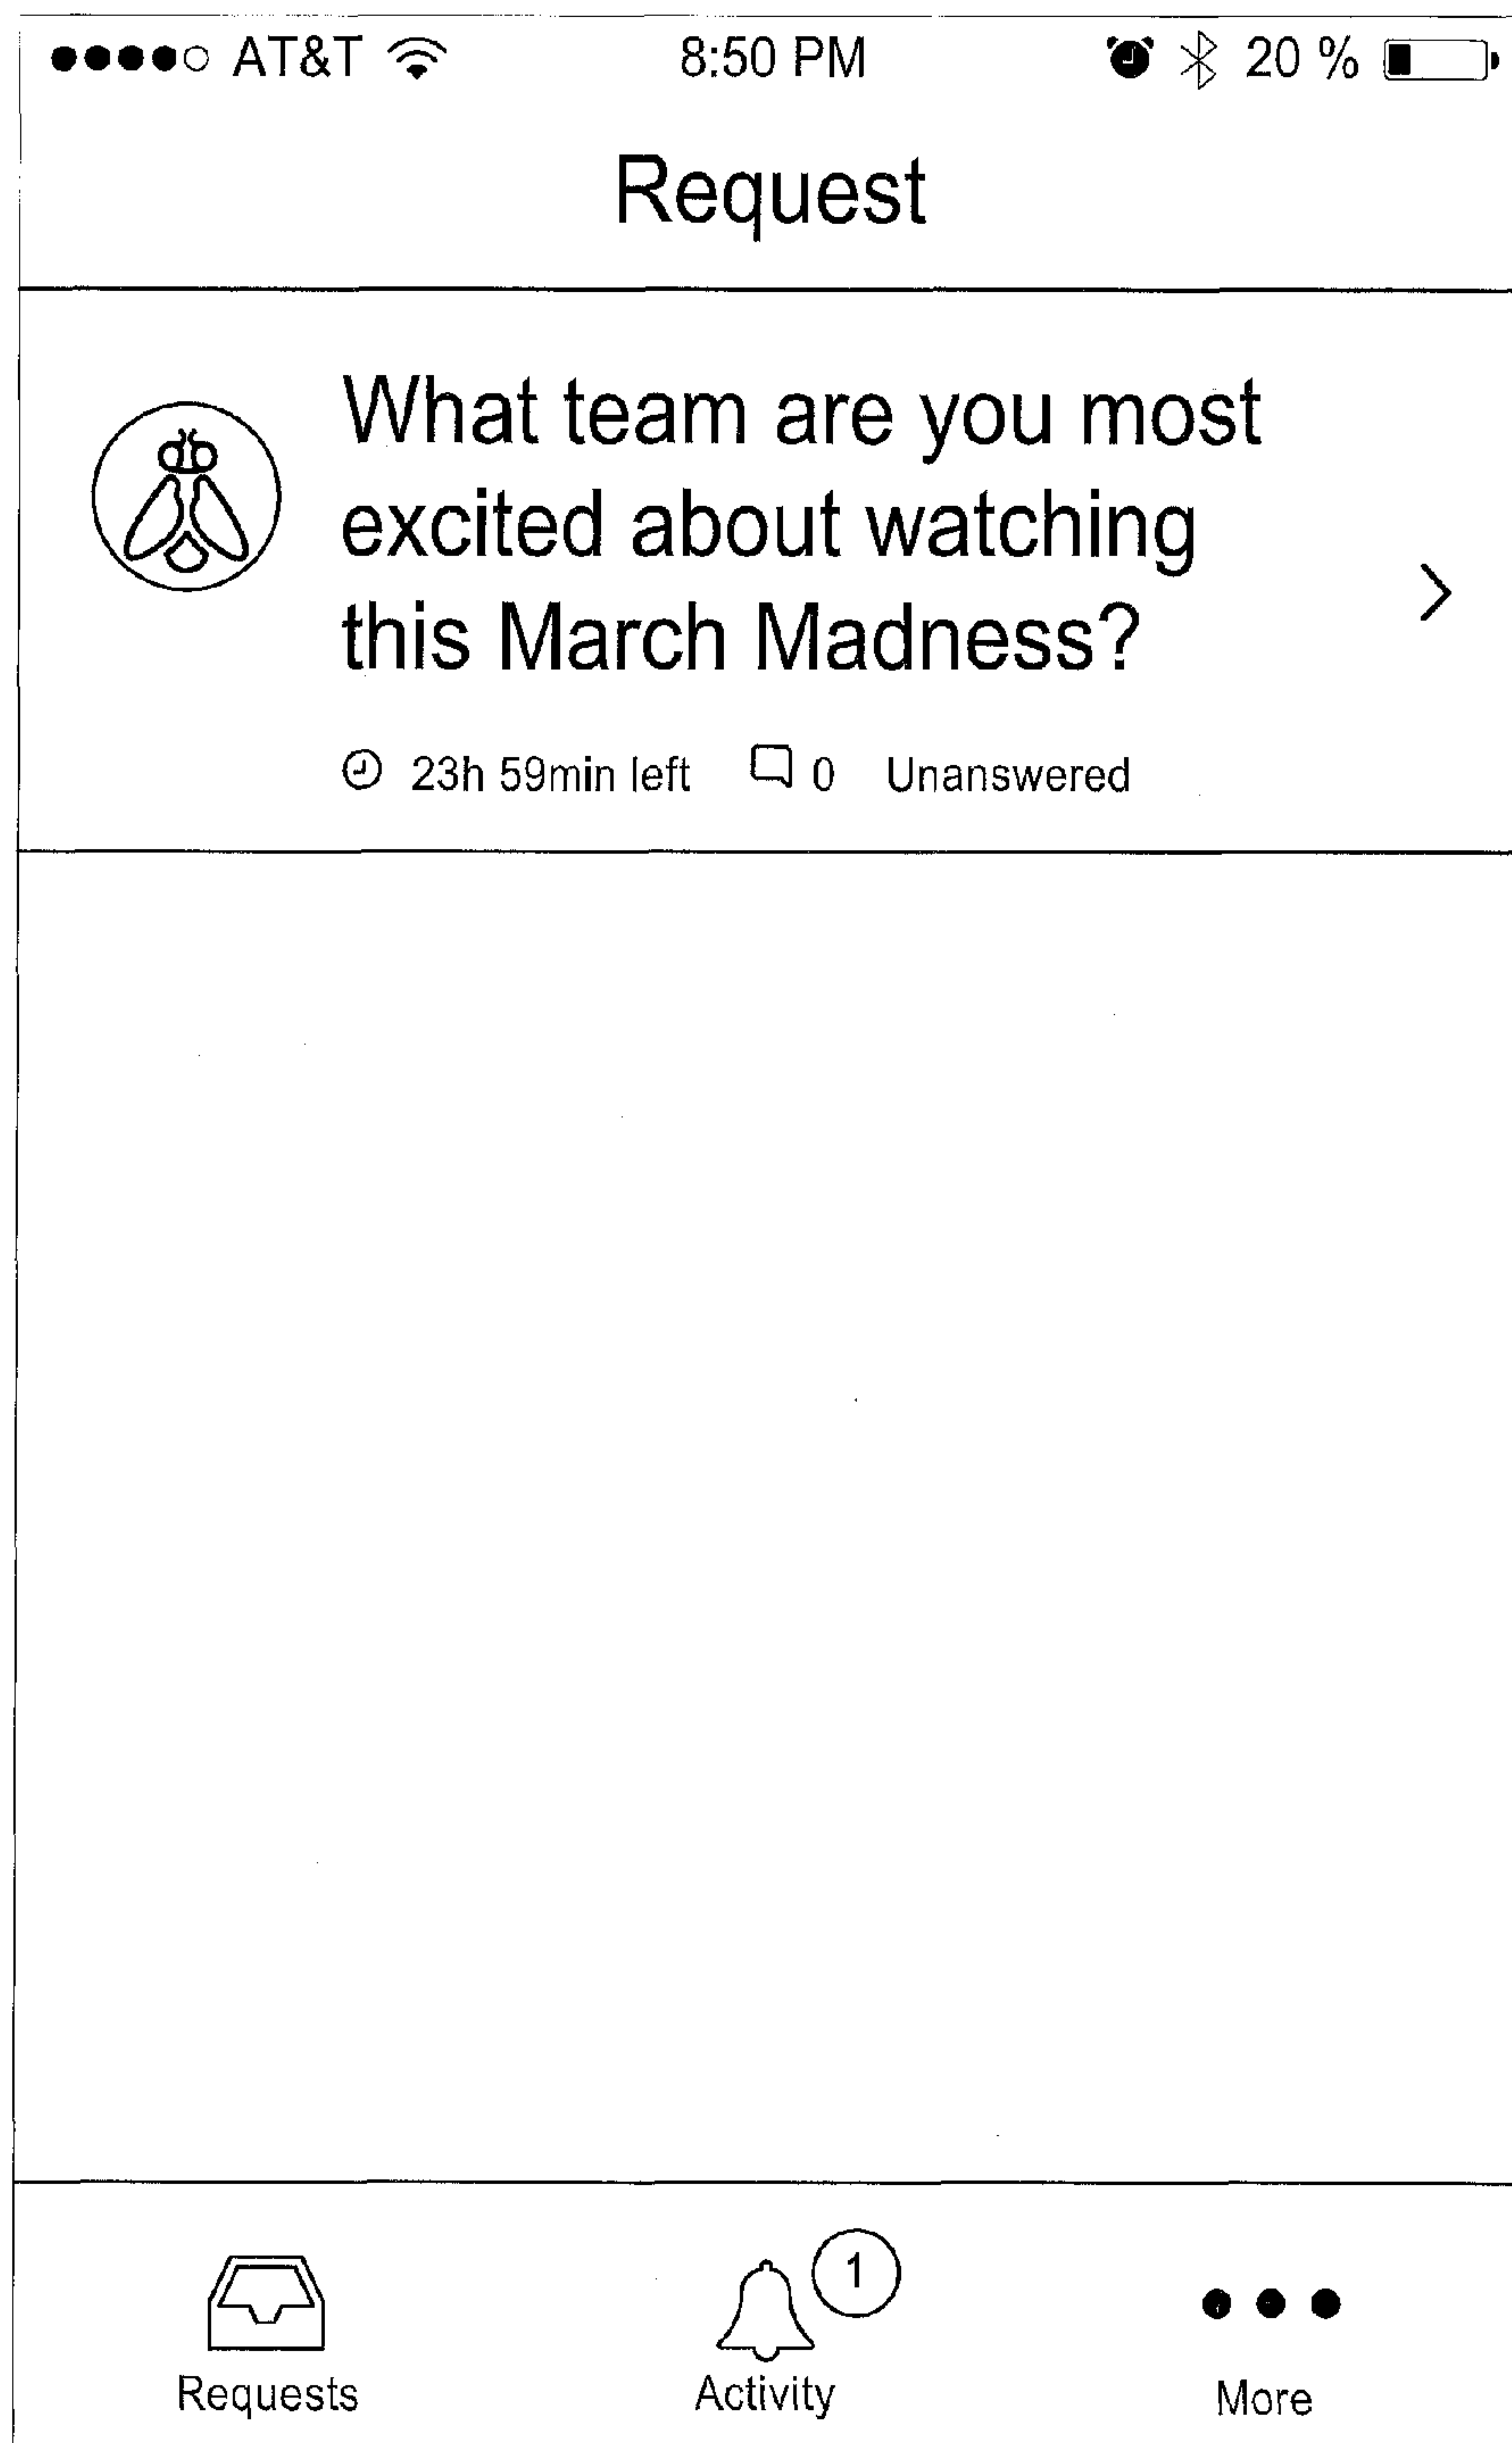 AT&T 8:50 PM 20 %
Request
What team are you most
excited about watching
this March Madness?
23h 59min left 0 Unanswered
1
Requests Activity More